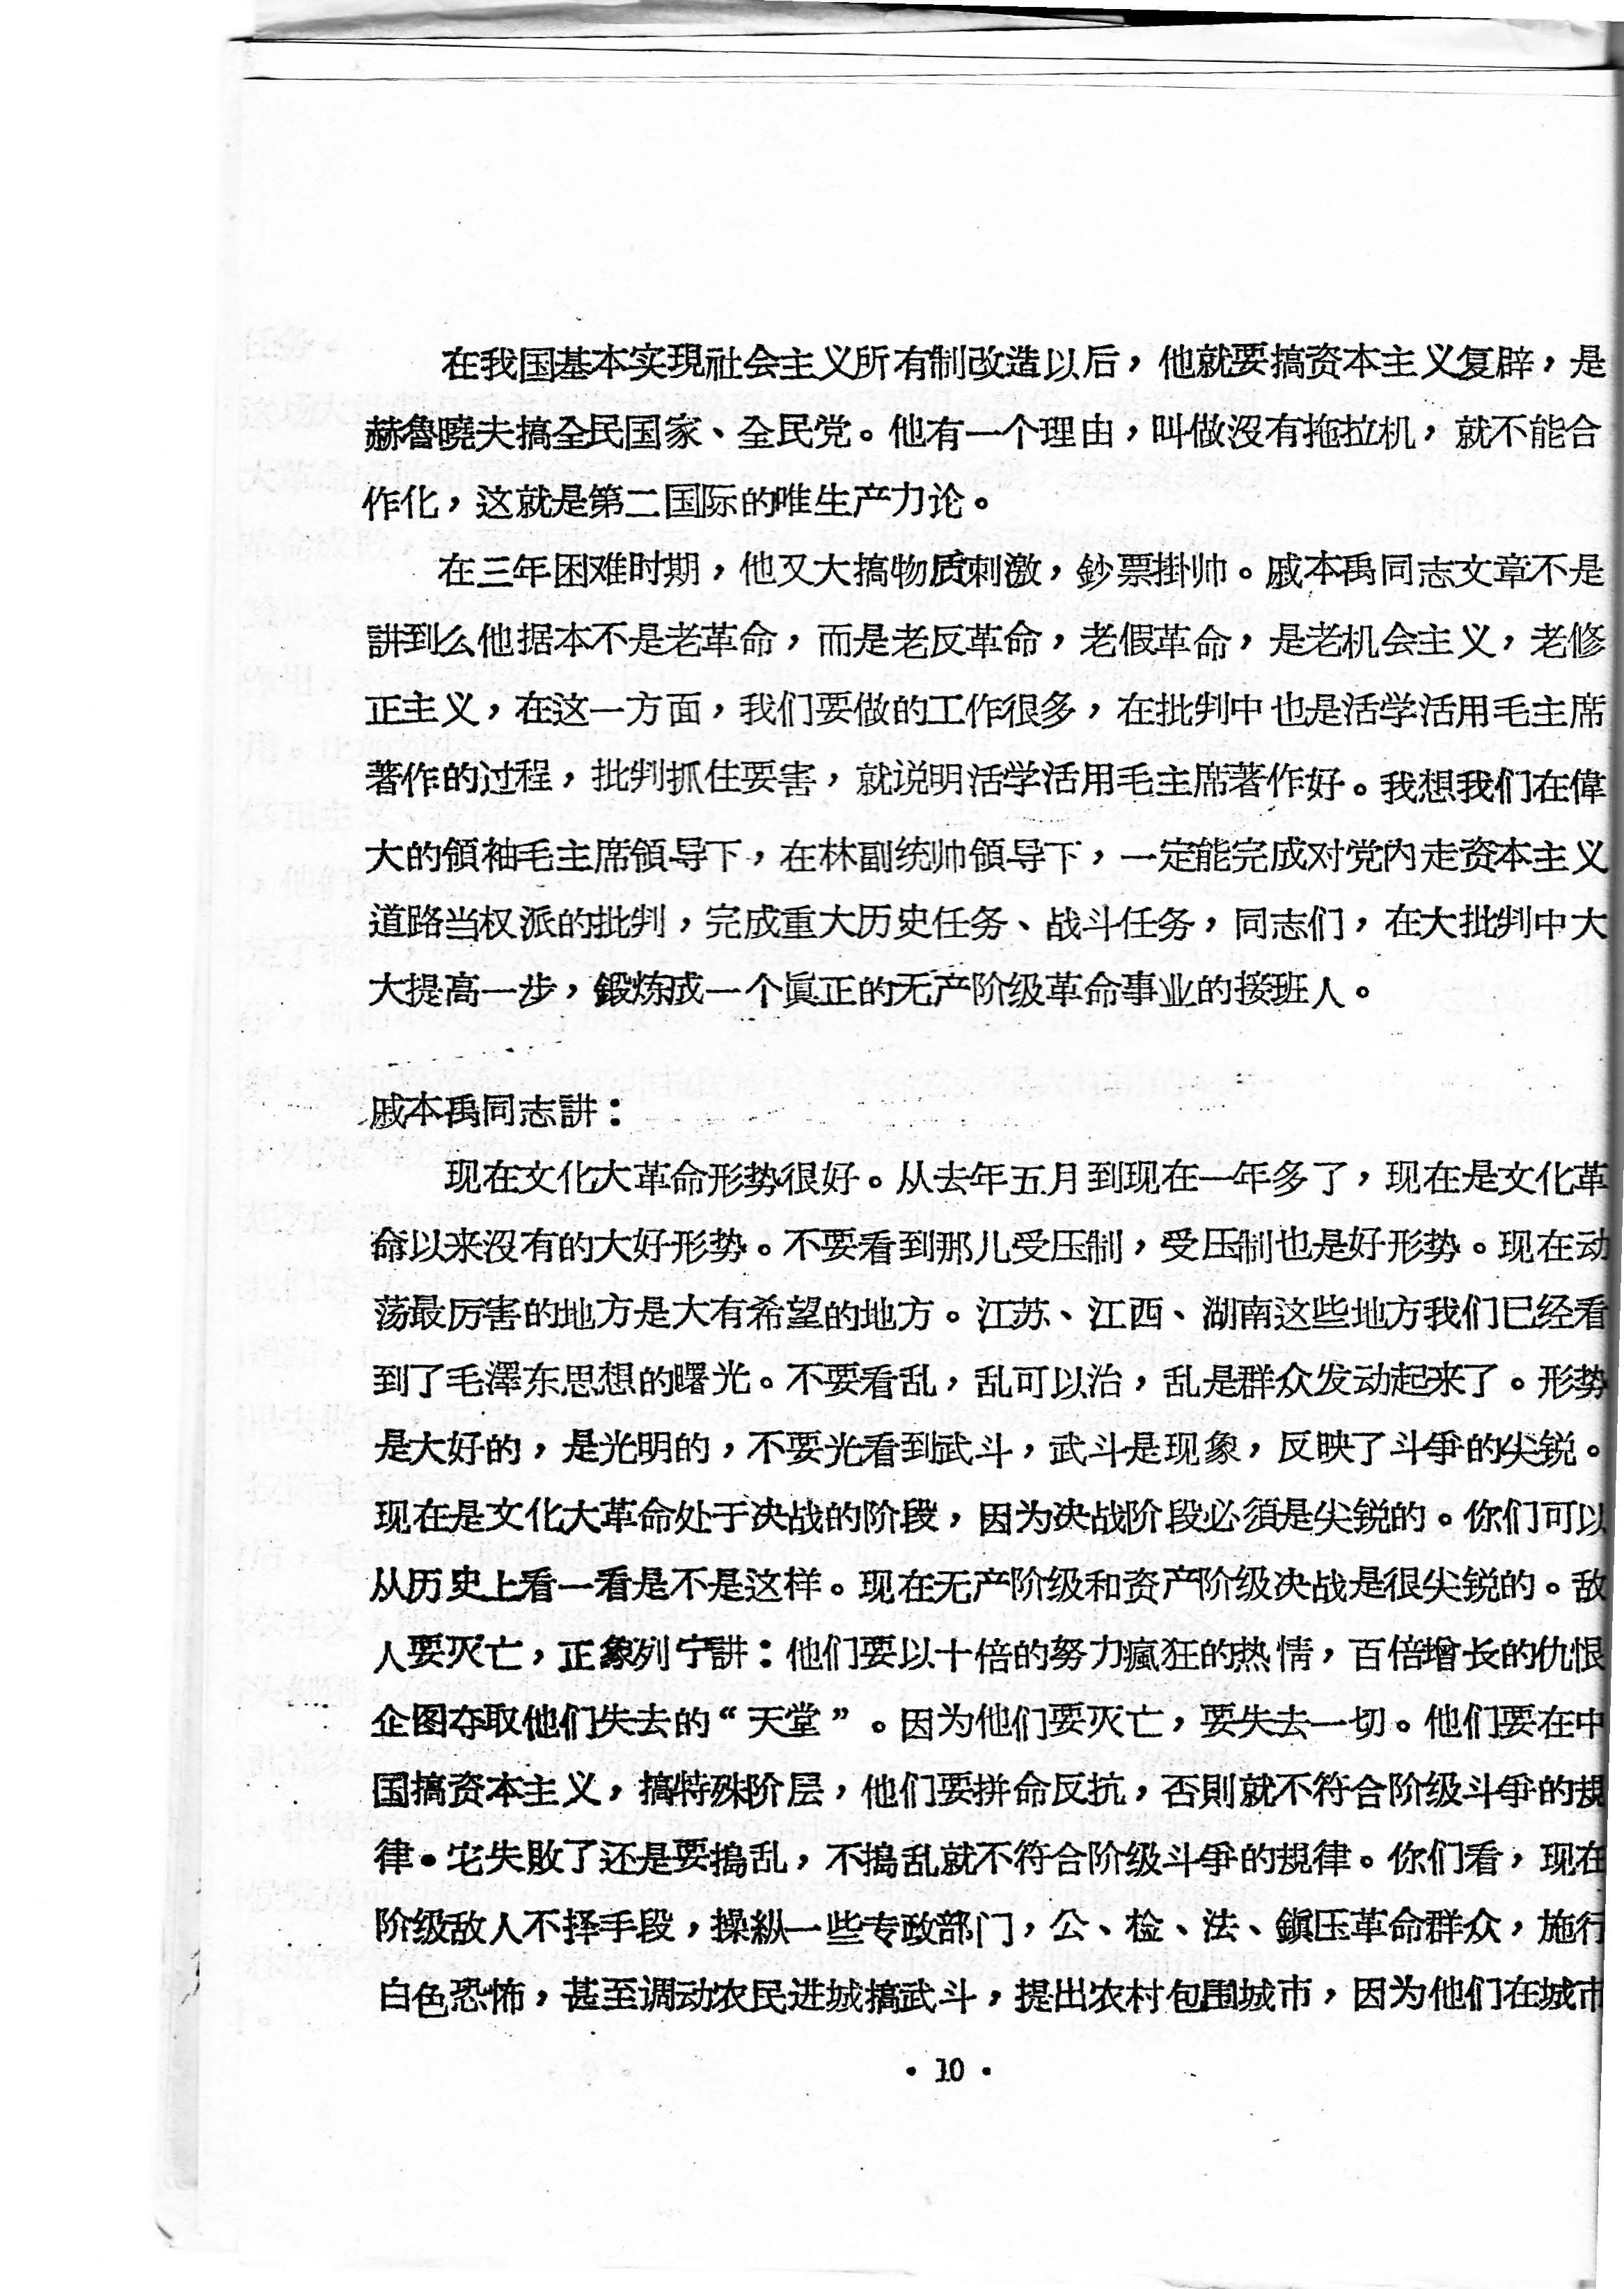 在我国基本实現社会主义所有制改造以后，他就要搞资本主义复辟，是
赫魯曉夫搞全民国家、全民党。他有一个理由，叫做沒有拖拉机，就不能合
作化，这就是第二国际的唯生产力论。
在三年困难时期，他又大搞物质刺激，鈔票掛帅。戚本禹同志文章不是
講到么他据本不是老革命，而是老反革命，老假革命，是老机会主义，老修
正主义，在这一方面，我们要做的工作很多，在批判中也是活学活用毛主席
著作的过程，批判抓住要害，就说明活学活用毛主席著作好。我想我们在偉
大的領袖毛主席領导下，在林副统帅領导下，一定能完成对党內走资本主义
道路当权派的批判，完成重大历史任务、战斗任务，同志们，在大批判中大
大提高一步，鍛炼成一个眞正的无产阶级革命事业的接班人。
戚本禹同志講：
现在文化大革命形势很好。从去年五月到现在一年多了，现在是文化革
命以来沒有的大好形势。不要看到那儿受压制，受压制也是好形势。现在动
荡最厉害的地方是大有希望的地方。江苏、江西、湖南这些地方我们已经看
到了毛澤东思想的曙光。不要看乱，乱可以治，乱是群众发动起来了。形势
是大好的，是光明的，不要光看到武斗，武斗是现象，反映了斗爭的尖锐。
现在是文化大革命处于决战的阶段，因为决战阶段必須是尖锐的。你们可以
从历史上看一看是不是这样。现在无产阶级和资产阶级决战是很尖锐的。敌
人要灭亡，正象列宁講：他们要以十倍的努力瘋狂的热情，百倍增长的仇恨
企图夺取他们失去的“天堂”。因为他们要灭亡，要失去一切。他们要在中
国搞资本主义，搞特殊阶层，他们要拼命反抗，否則就不符合阶级斗爭的規
律。它失败了还是要搗乱，不搗乱就不符合阶级斗爭的規律。你们看，现在
阶级敌人不择手段，操縱一些专政部门，公、检、法、鎭压革命群众，施行
白色恐怖，甚至调动农民进城搞武斗，提出农村包围城市，因为他们在城市
• 10 •